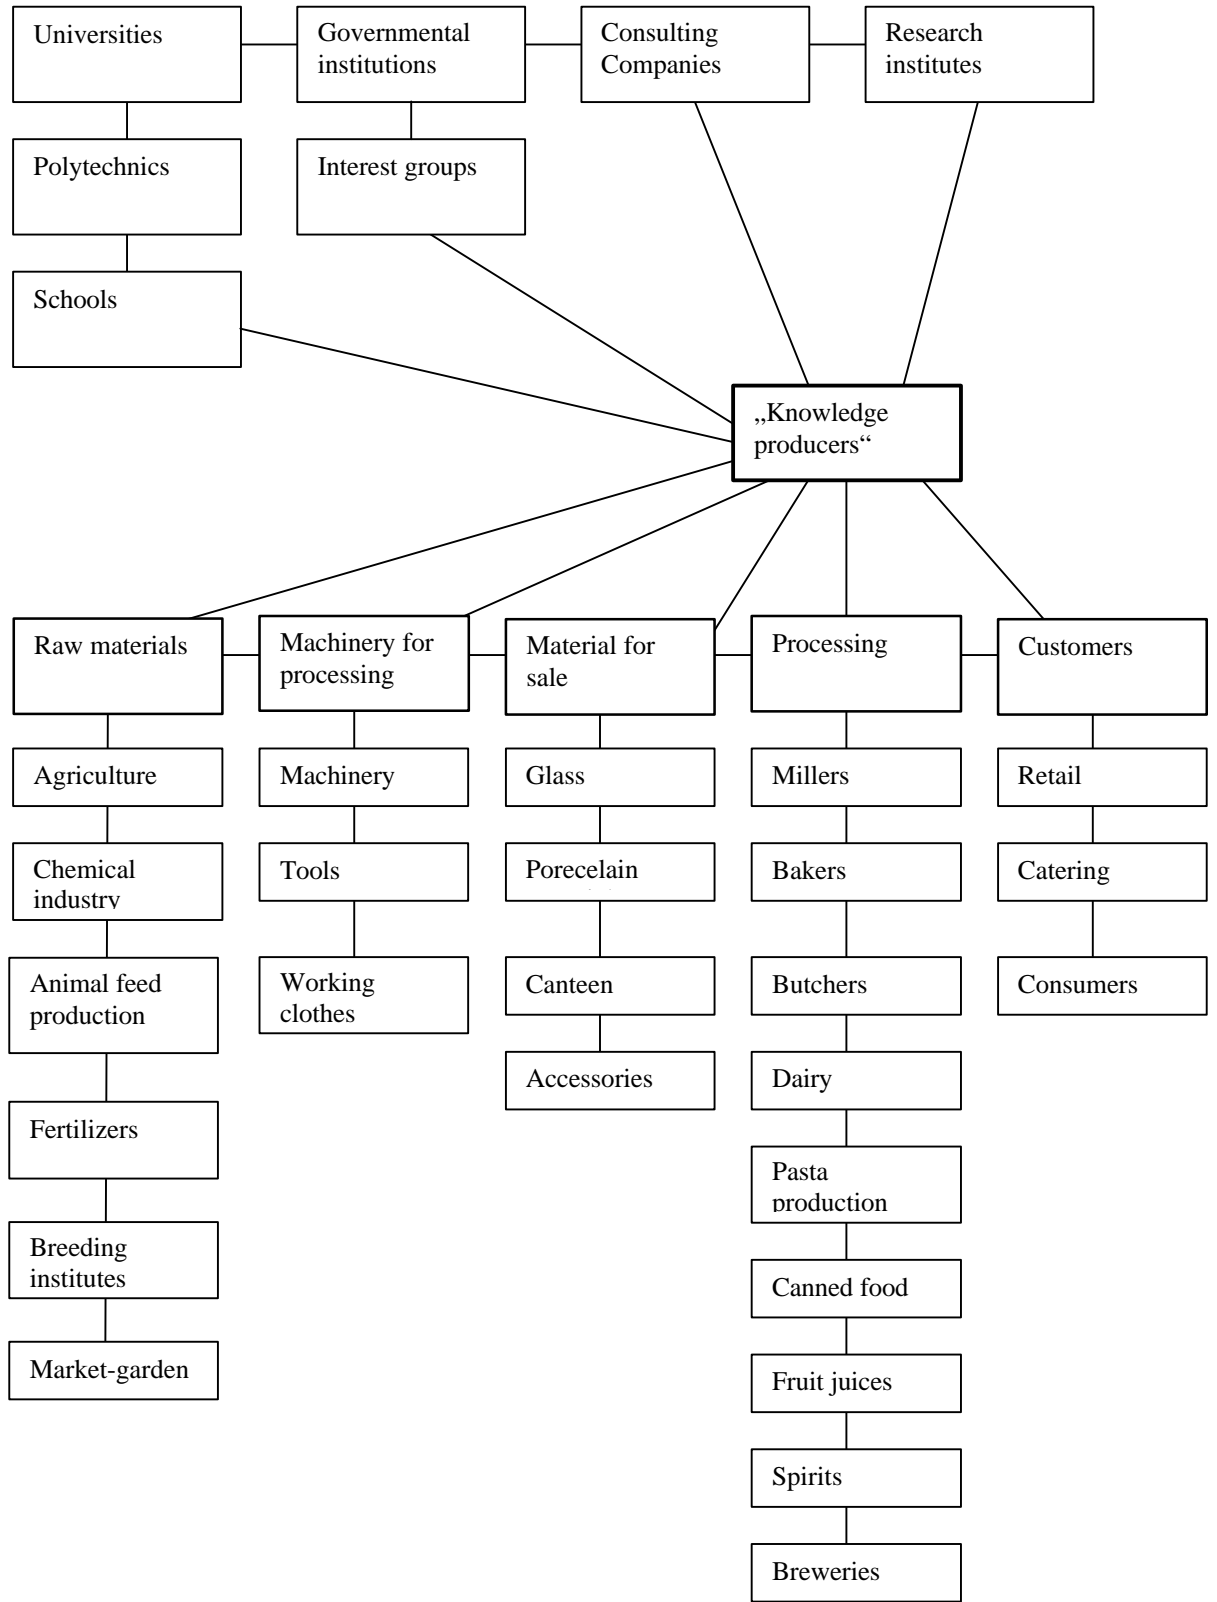 Universities
Governmental
institutions
Consulting
Companies
Research
institutes
Polytechnics
Interest groups
Schools
„Knowledge
producers“
Raw materials
Machinery for
processing
Material for
sale
Processing
Customers
Agriculture
Machinery
Glass
Millers
Retail
Chemical
industry
Tools
Porecelain
Bakers
Catering
Animal feed
production
Working
clothes
Canteen
Butchers
Consumers
Accessories
Dairy
Fertilizers
Pasta
production
Breeding
institutes
Canned food
Market-garden
Fruit juices
Spirits
Breweries